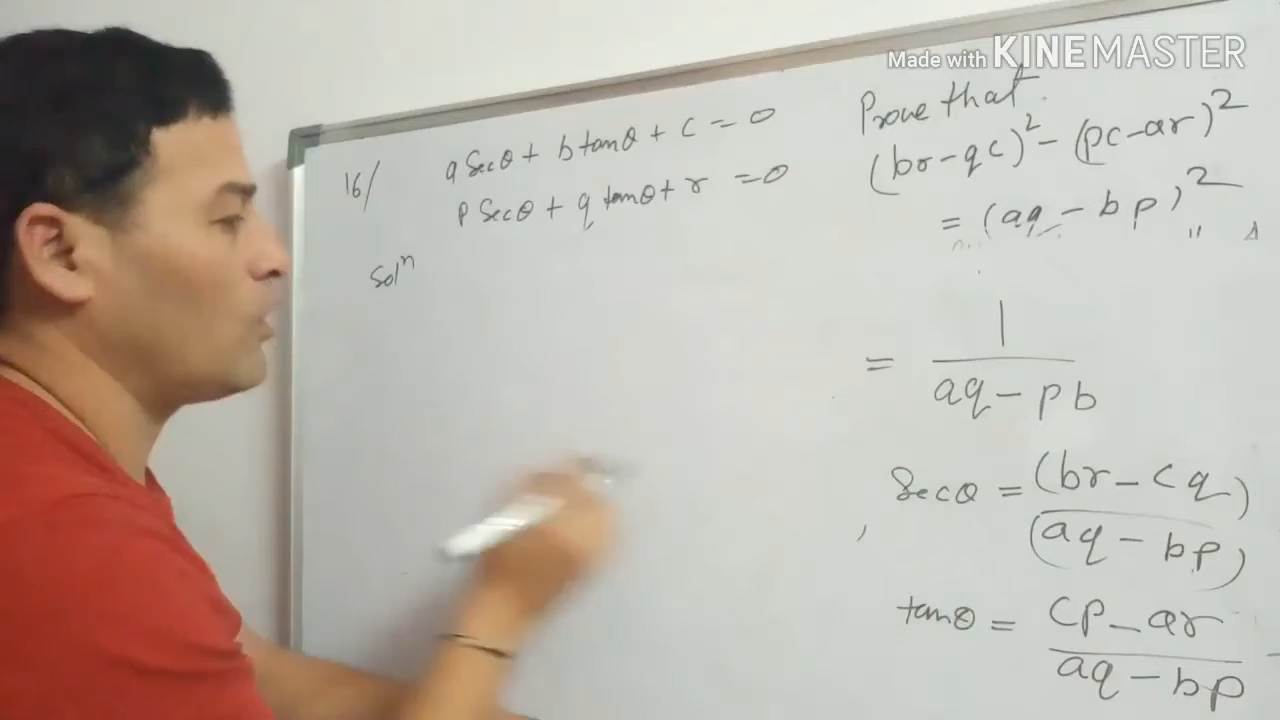 Made with KINEMASTER
16/ a Secθ + b tanθ + c = 0
p Secθ + q tanθ + r = 0
Prove that
(br - qc)² - (pc - ar)²
= (aq - bp)²
Solⁿ
= 1 / aq - pb
, Secθ = (br - cq) / (aq - bp)
tanθ = cp - ar / aq - bp